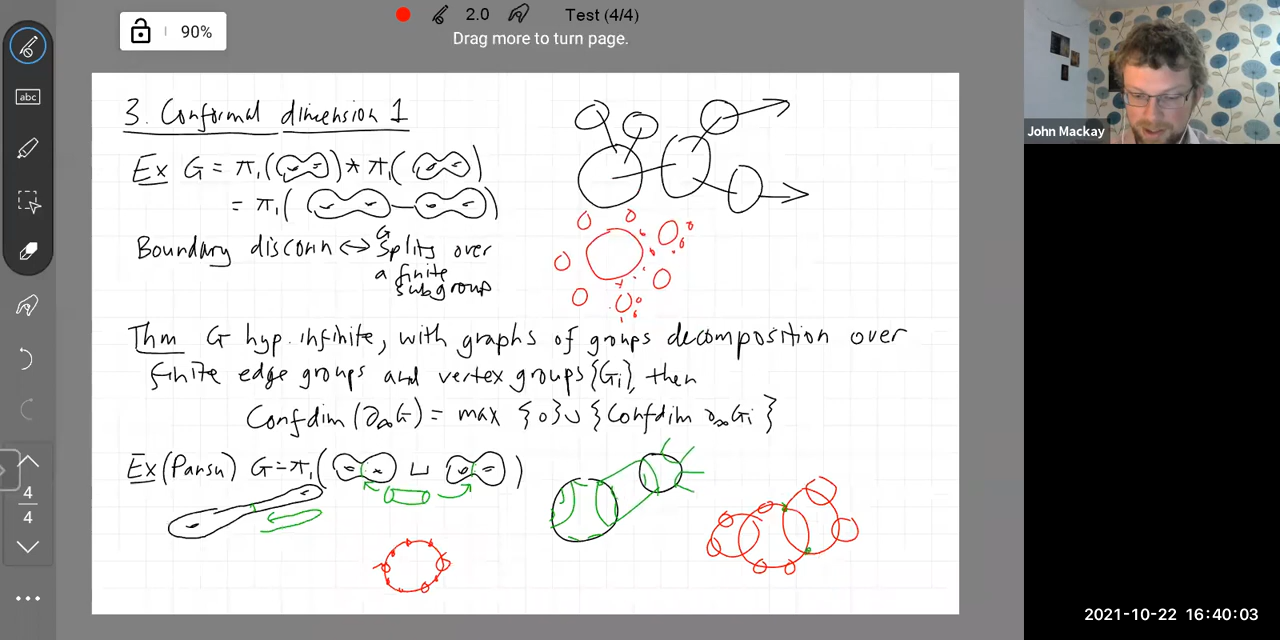 90%
2.0
Test (4/4)
Drag more to turn page.
abc
4
4
John Mackay
3. Conformal dimension 1
Ex G = π₁( ) * π₁( )
= π₁( )
Boundary disconn ↔ G Splits over
a finite
subgroup
Thm G hyp. infinite, with graphs of groups decomposition over
finite edge groups and vertex groups {Gi}, then
Confdim (∂∞G) = max {0} ∪ {Confdim ∂∞Gi}
Ex (Pansu) G = π₁( ⊔ )
2021-10-22 16:40:03